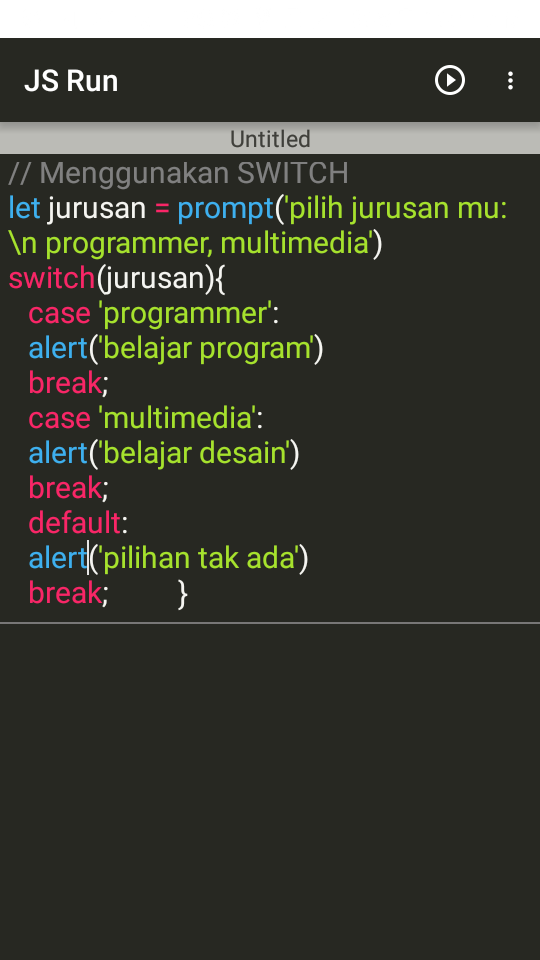 JS Run
Untitled
// Menggunakan SWITCH
let jurusan = prompt('pilih jurusan mu:
\n programmer, multimedia')
switch(jurusan){
case 'programmer':
alert('belajar program')
break;
case 'multimedia':
alert('belajar desain')
break;
default:
alert('pilihan tak ada')
break; }